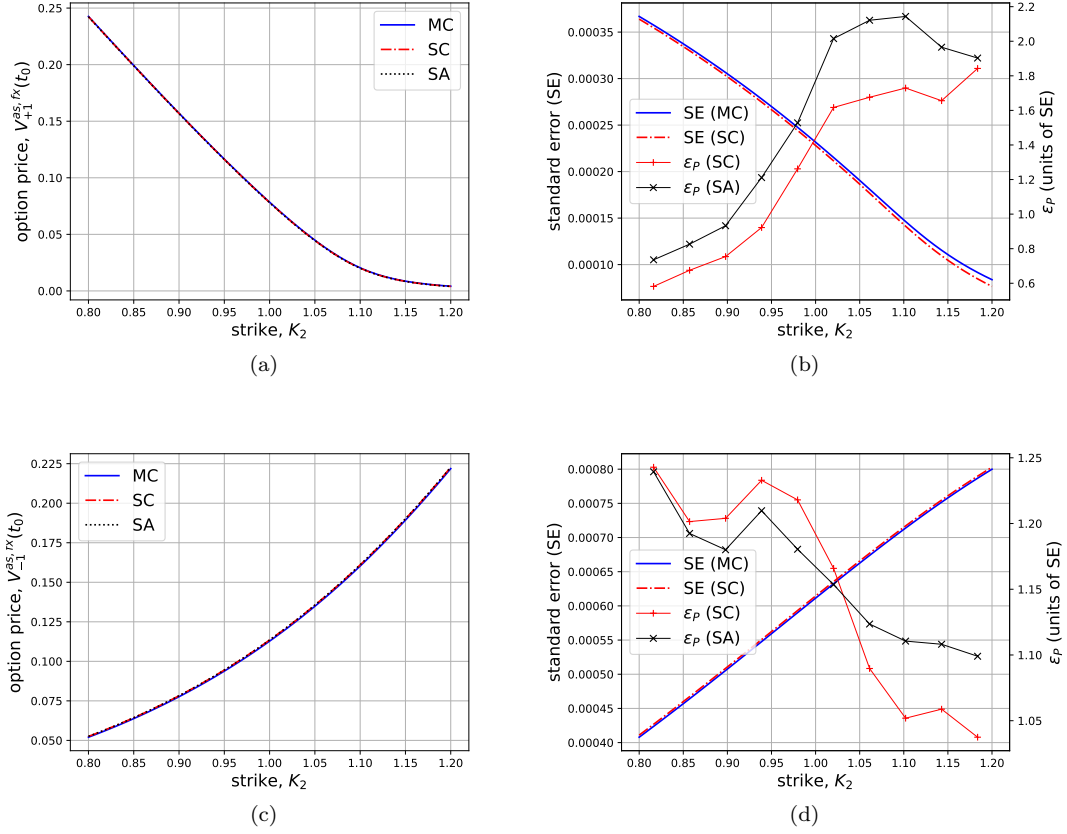 0.25
0.20
0.15
0.10
0.05
0.00
option price, V₊₁^{as,fx}(t₀)
MC
SC
SA
0.80 0.85 0.90 0.95 1.00 1.05 1.10 1.15 1.20
strike, K₂
(a)
0.00035
0.00030
0.00025
0.00020
0.00015
0.00010
standard error (SE)
SE (MC)
SE (SC)
ε_P (SC)
ε_P (SA)
2.2
2.0
1.8
1.6
1.4
1.2
1.0
0.8
0.6
ε_P (units of SE)
0.80 0.85 0.90 0.95 1.00 1.05 1.10 1.15 1.20
strike, K₂
(b)
0.225
0.200
0.175
0.150
0.125
0.100
0.075
0.050
option price, V₋₁^{as,fx}(t₀)
MC
SC
SA
0.80 0.85 0.90 0.95 1.00 1.05 1.10 1.15 1.20
strike, K₂
(c)
0.00080
0.00075
0.00070
0.00065
0.00060
0.00055
0.00050
0.00045
0.00040
standard error (SE)
SE (MC)
SE (SC)
ε_P (SC)
ε_P (SA)
1.25
1.20
1.15
1.10
1.05
ε_P (units of SE)
0.80 0.85 0.90 0.95 1.00 1.05 1.10 1.15 1.20
strike, K₂
(d)